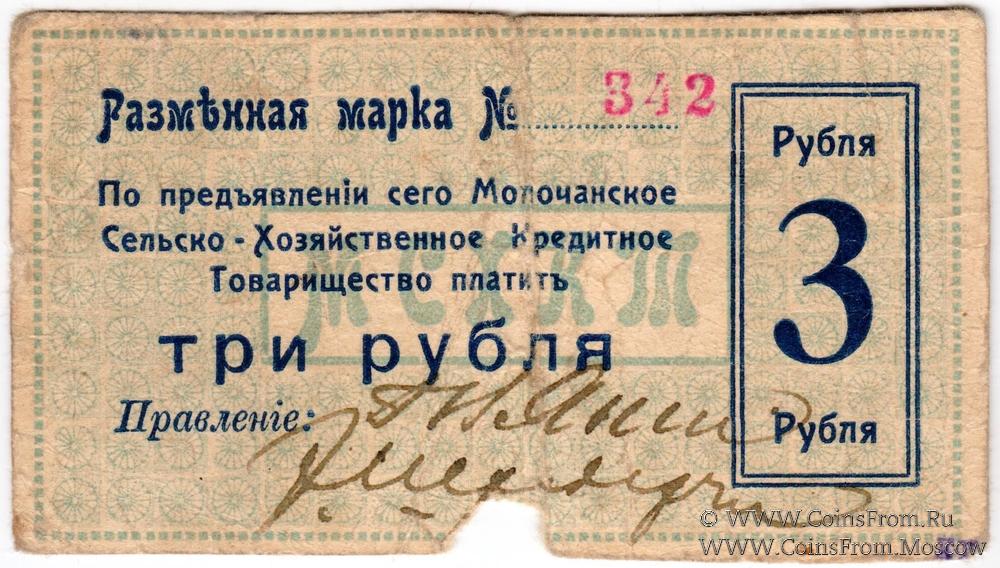 Размѣнная марка № 342
По предъявленіи сего Молочанское
Сельско-Хозяйственное Кредитное
Товарищество платитъ
МСХКТ
три рубля
Правленіе:
Рубля
3
Рубля
© WWW.CoinsFrom.Ru
WWW.CoinsFrom.Moscow